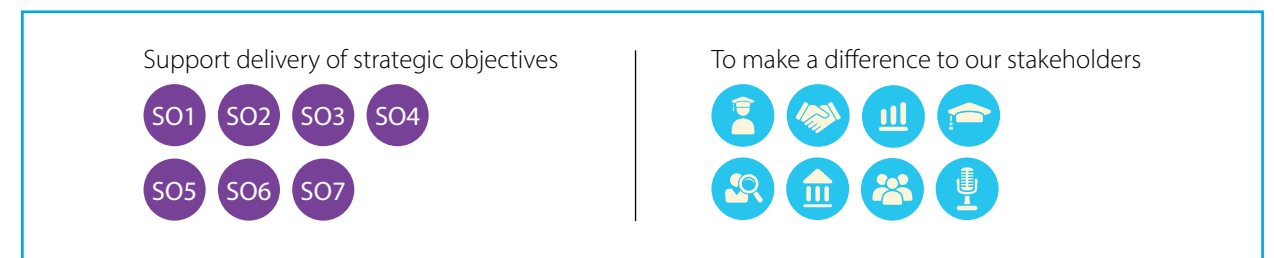 Support delivery of strategic objectives
SO1 SO2 SO3 SO4
SO5 SO6 SO7
To make a difference to our stakeholders